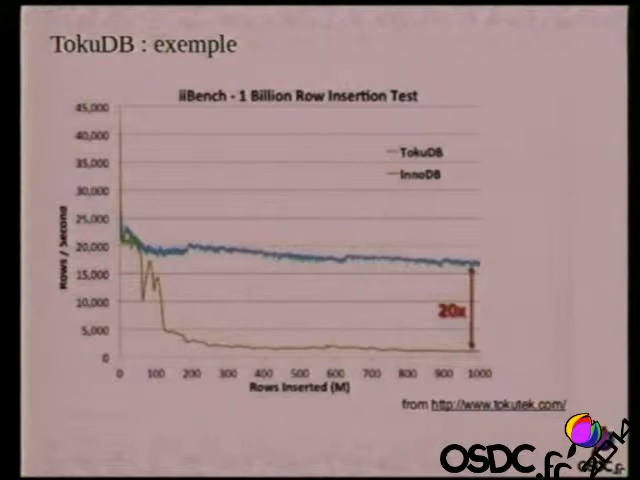 TokuDB : exemple
iiBench - 1 Billion Row Insertion Test
45,000
40,000
35,000
30,000
25,000
20,000
15,000
10,000
5,000
0
Rows / Second
TokuDB
InnoDB
20x
0 100 200 300 400 500 600 700 800 900 1000
Rows Inserted (M)
from http://www.tokutek.com/
OSDC.fr
OSDC.fr